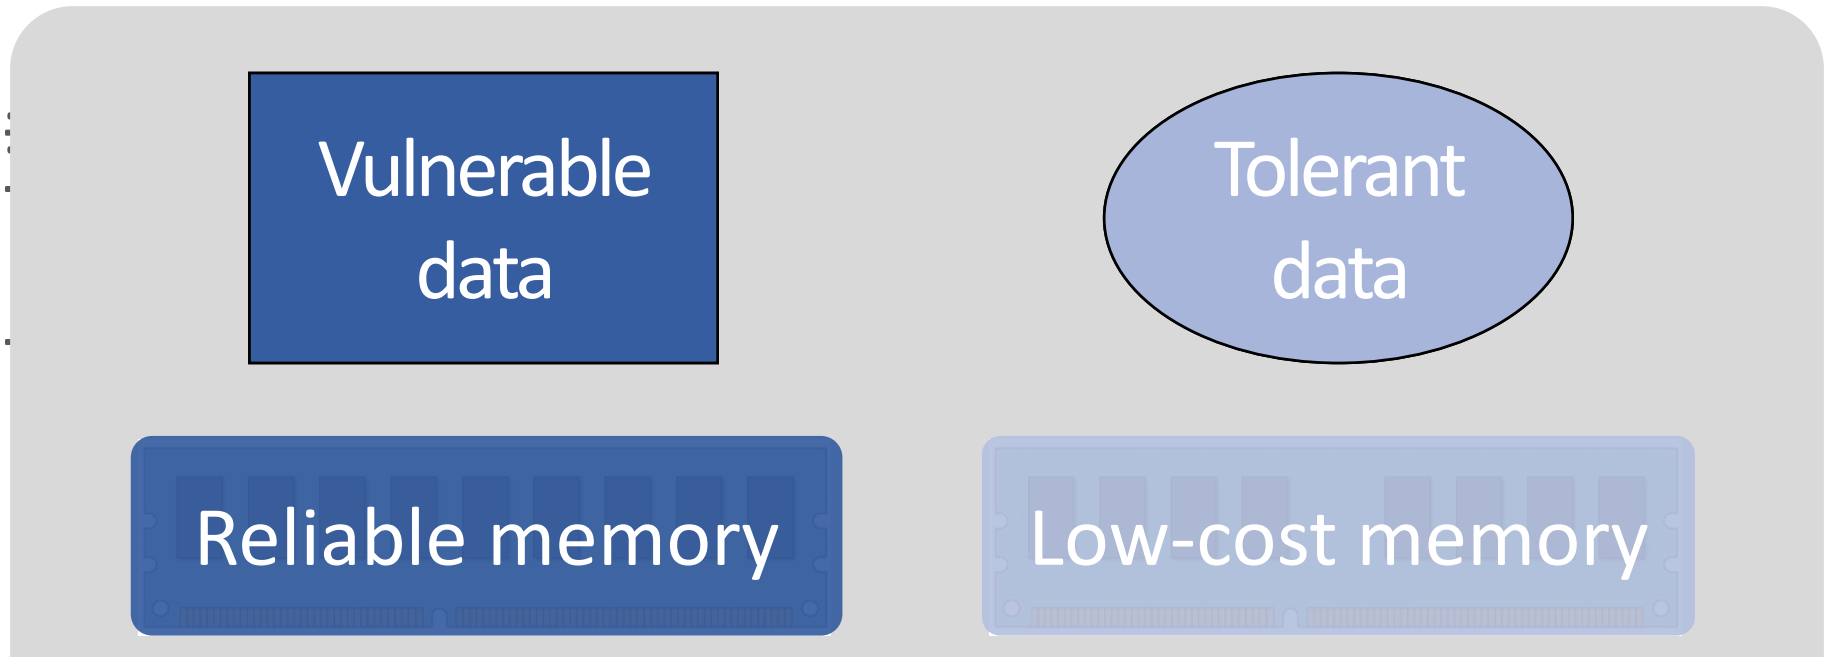 Vulnerable
data
Tolerant
data
Reliable memory
Low-cost memory